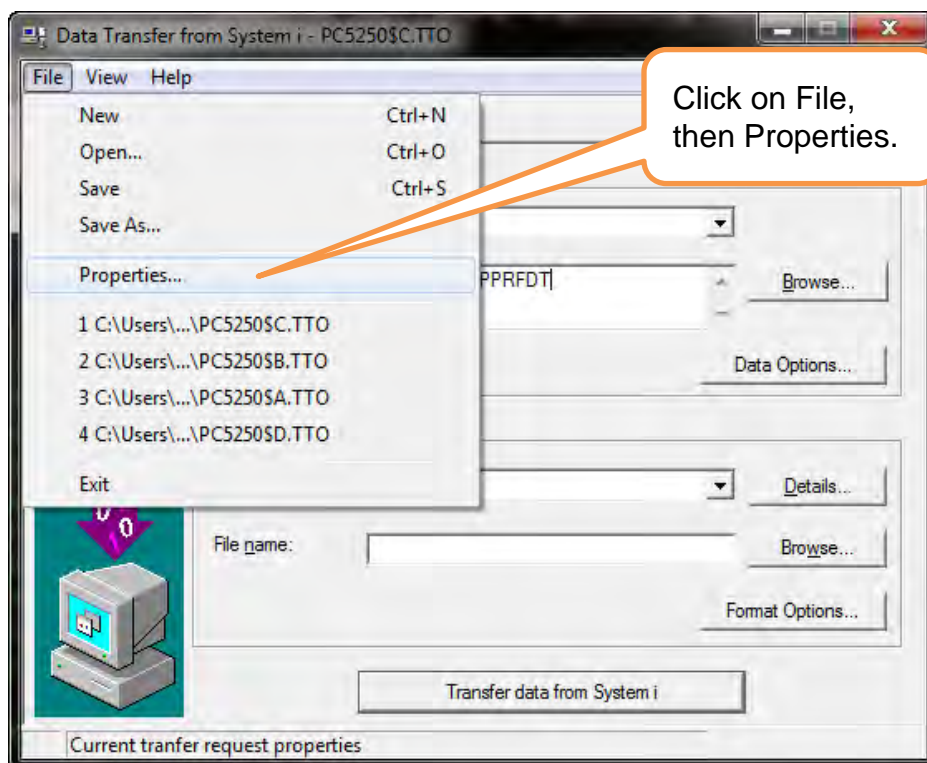 Data Transfer from System i - PC5250$C.TTO
File View Help
Click on File,
then Properties.
New Ctrl+N
Open... Ctrl+O
Save Ctrl+S
Save As...
Properties...
PPRFDT
Browse...
1 C:\Users\...\PC5250$C.TTO
2 C:\Users\...\PC5250$B.TTO
3 C:\Users\...\PC5250$A.TTO
4 C:\Users\...\PC5250$D.TTO
Data Options...
Exit
Details...
File name:
Browse...
Format Options...
Transfer data from System i
Current tranfer request properties